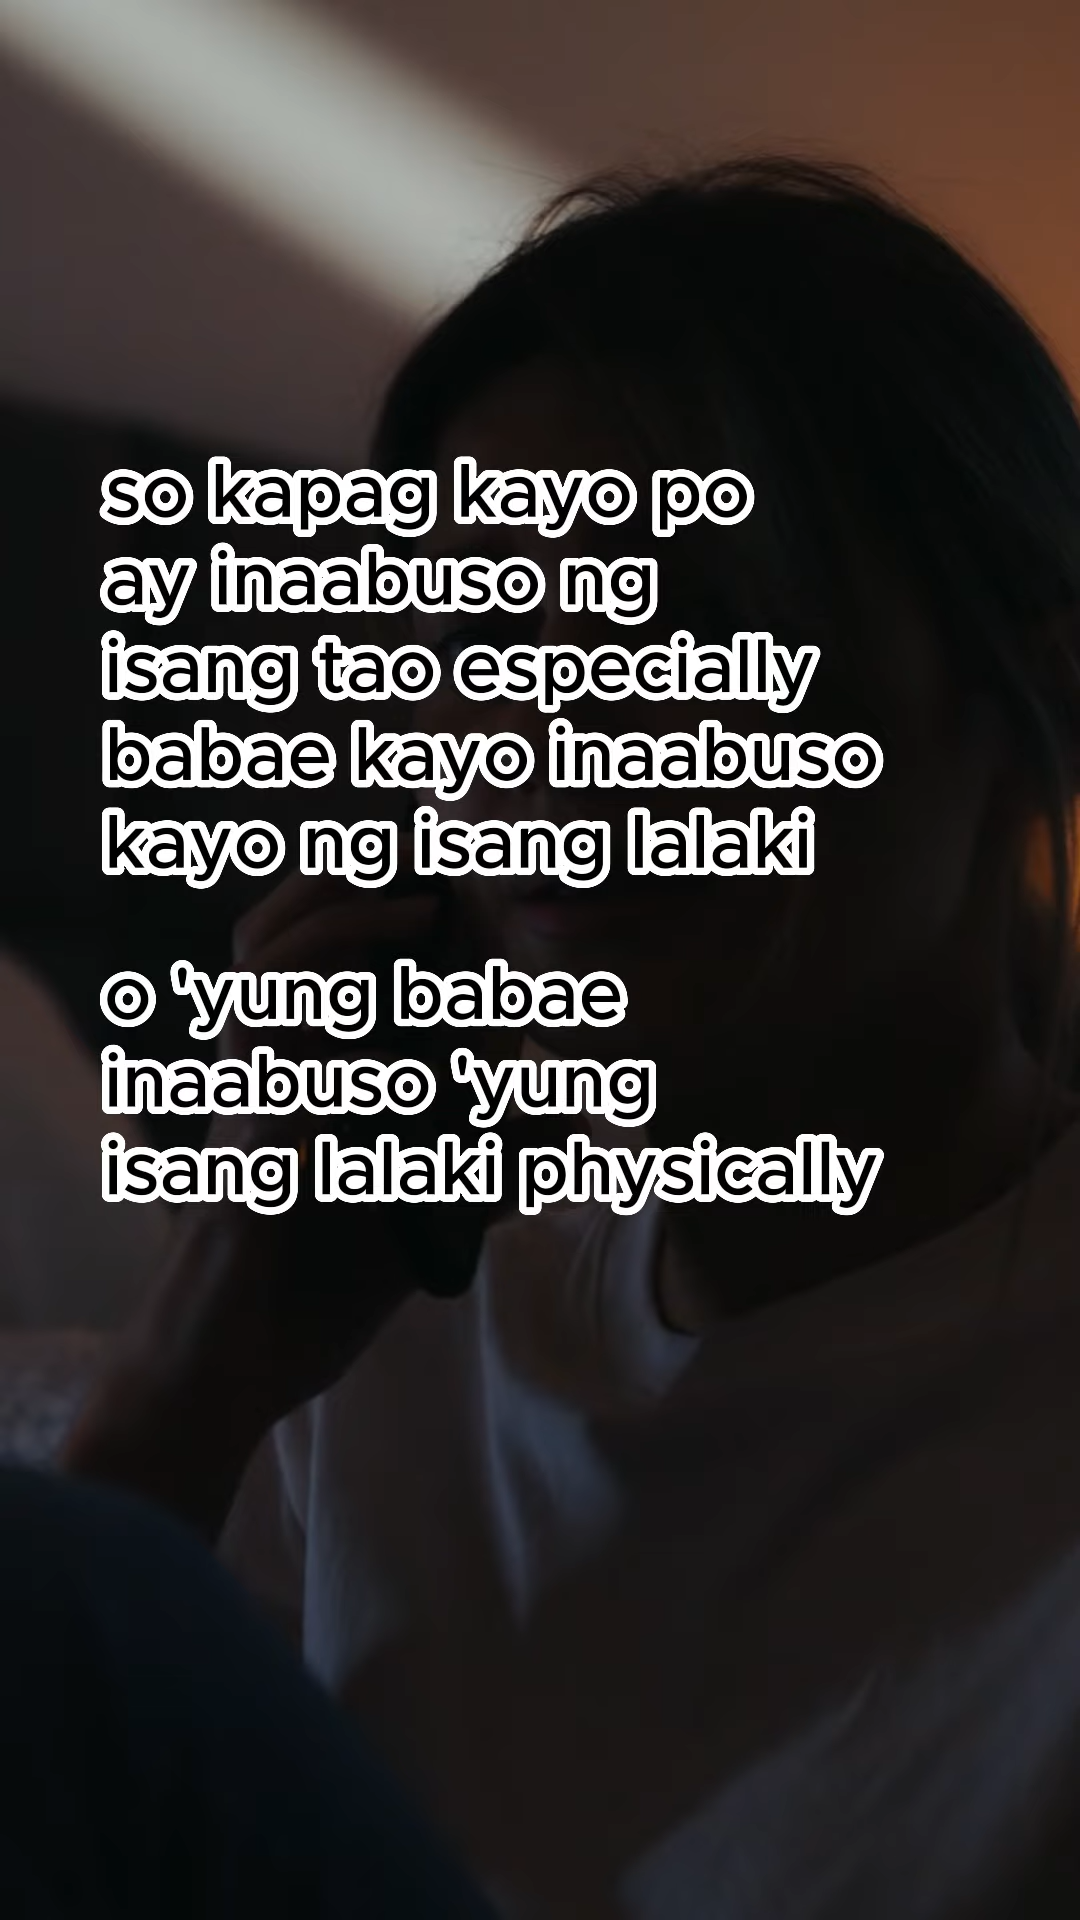 so kapag kayo po
ay inaabuso ng
isang tao especially
babae kayo inaabuso
kayo ng isang lalaki
o 'yung babae
inaabuso 'yung
isang lalaki physically